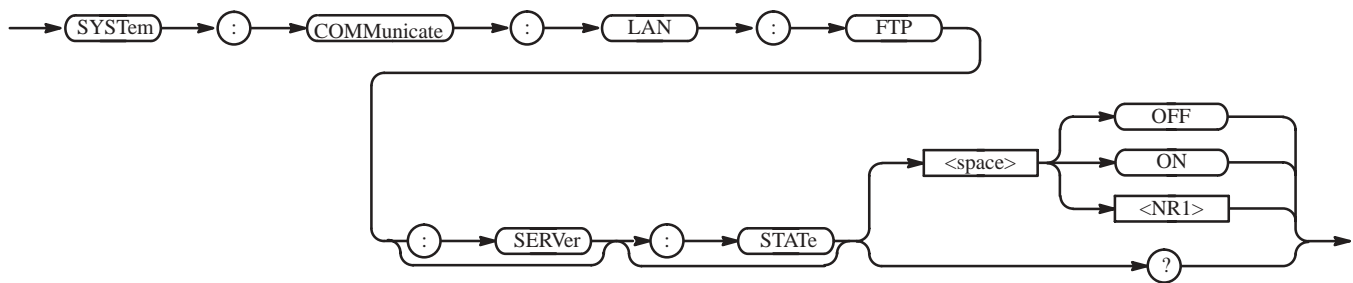 SYSTem : COMMunicate : LAN : FTP
OFF
<space> ON
<NR1>
: SERVer : STATe
?